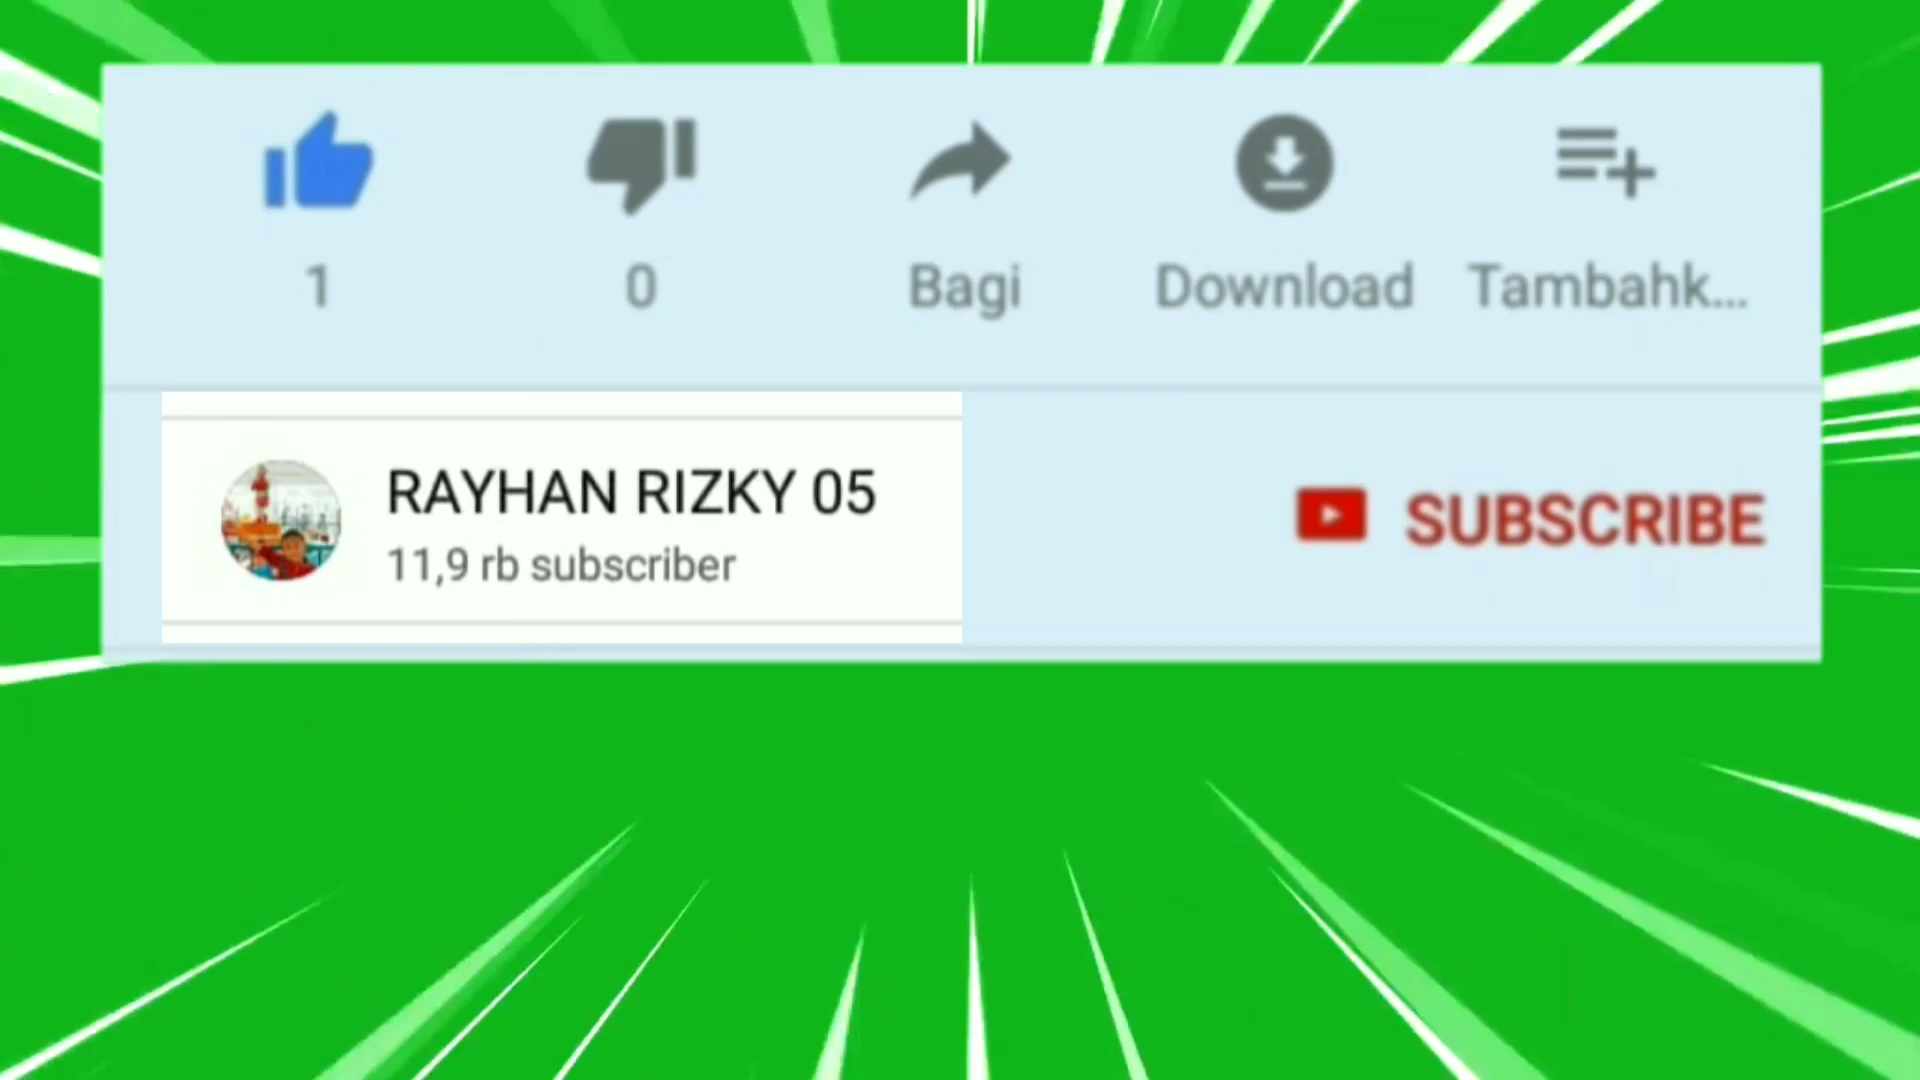 1 0 Bagi Download Tambahk...
RAYHAN RIZKY 05
11,9 rb subscriber
SUBSCRIBE